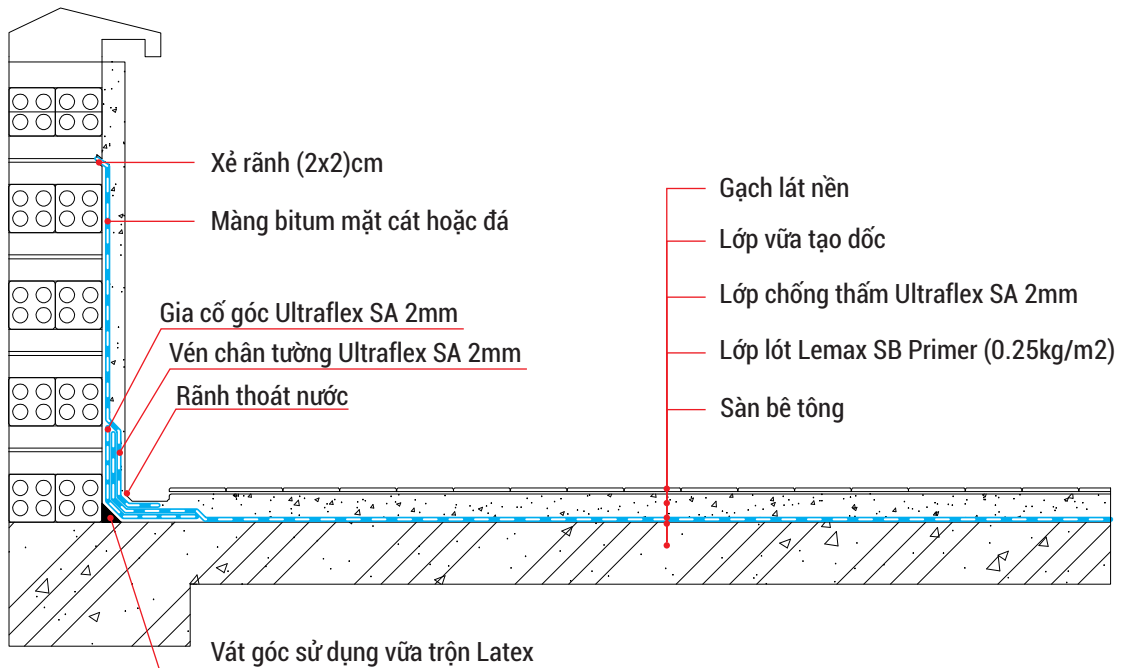 Xẻ rãnh (2x2)cm
Màng bitum mặt cát hoặc đá
Gia cố góc Ultraflex SA 2mm
Vén chân tường Ultraflex SA 2mm
Rãnh thoát nước
Gạch lát nền
Lớp vữa tạo dốc
Lớp chống thấm Ultraflex SA 2mm
Lớp lót Lemax SB Primer (0.25kg/m2)
Sàn bê tông
Vát góc sử dụng vữa trộn Latex